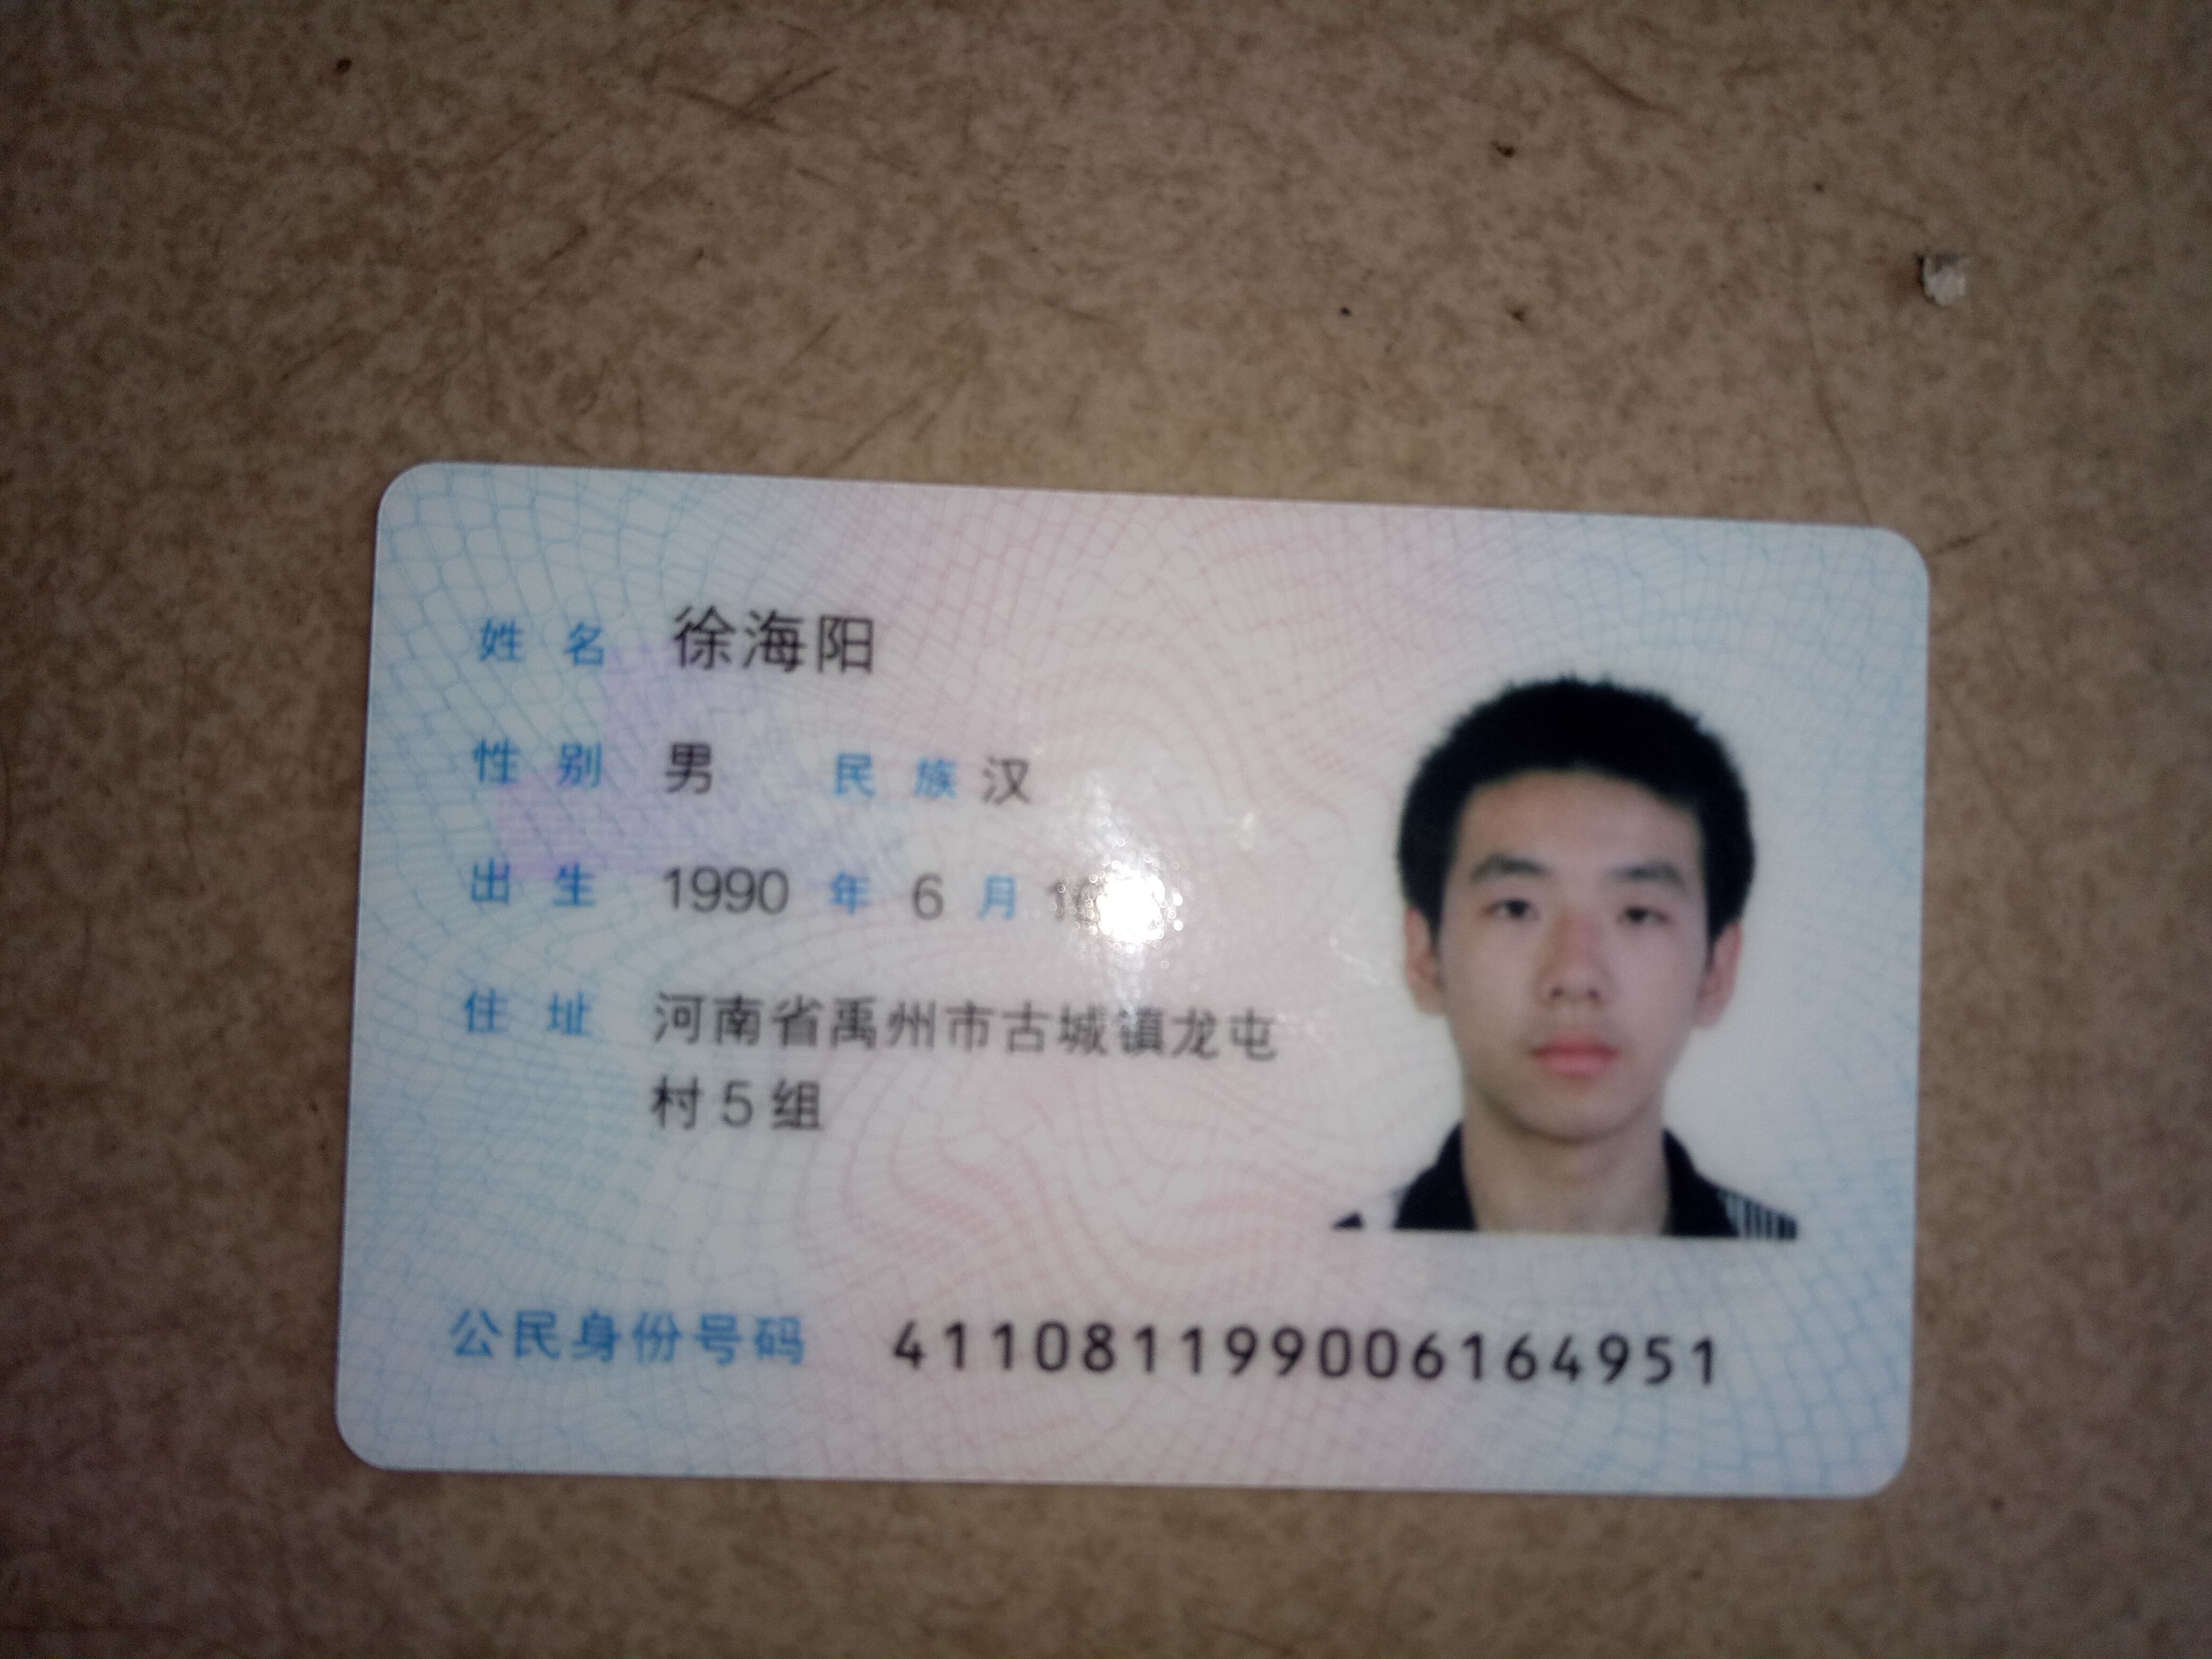 姓名 徐海阳
性别 男 民族 汉
出生 1990 年 6 月
住址 河南省禹州市古城镇龙屯
村5组
公民身份号码 411081199006164951